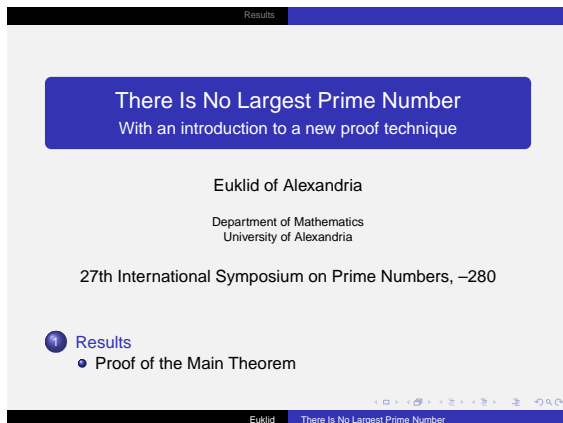 Results
There Is No Largest Prime Number
With an introduction to a new proof technique
Euklid of Alexandria
Department of Mathematics
University of Alexandria
27th International Symposium on Prime Numbers, –280
1 Results
Proof of the Main Theorem
Euklid There Is No Largest Prime Number